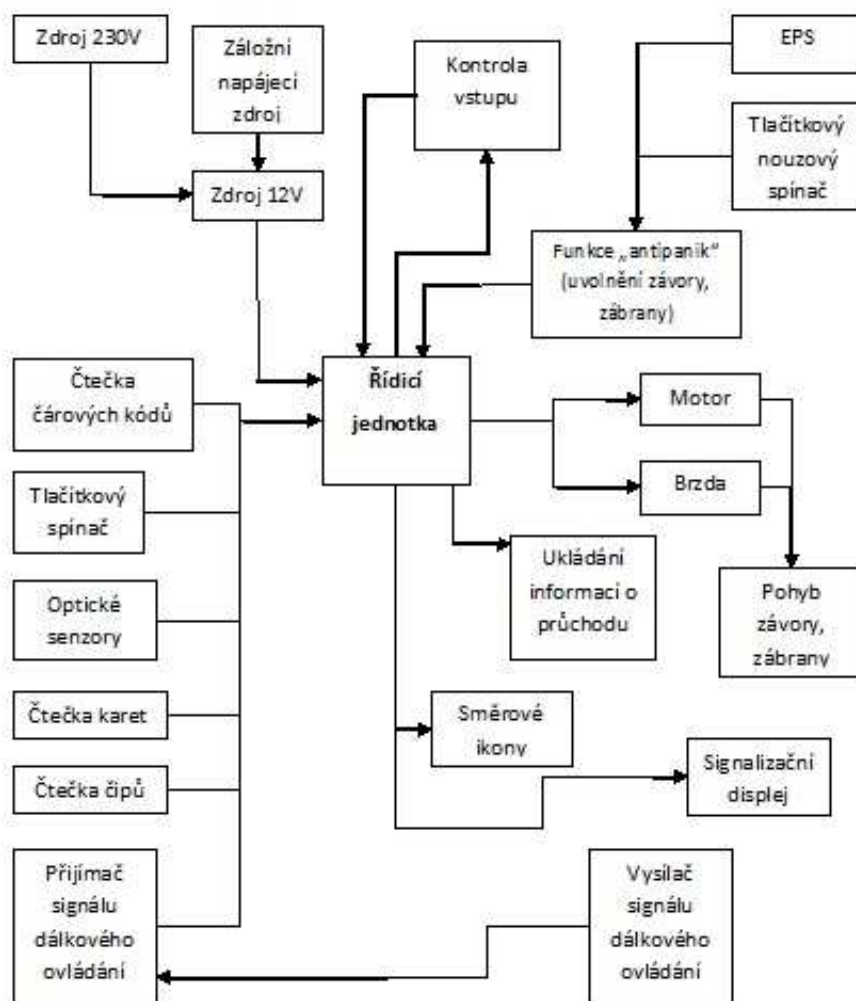 Zdroj 230V
Záložní
napájecí
zdroj
Kontrola
vstupu
EPS
Tlačítkový
nouzový
spínač
Zdroj 12V
Funkce „antipanik“
(uvolnění závory,
zábrany)
Čtečka
čárových kódů
Řídicí
jednotka
Motor
Tlačítkový
spínač
Brzda
Ukládání
informací o
průchodu
Optické
senzory
Pohyb
závory,
zábrany
Čtečka karet
Směrové
ikony
Čtečka čipů
Signalizační
displej
Přijímač
signálu
dálkového
ovládání
Vysílač
signálu
dálkového
ovládání